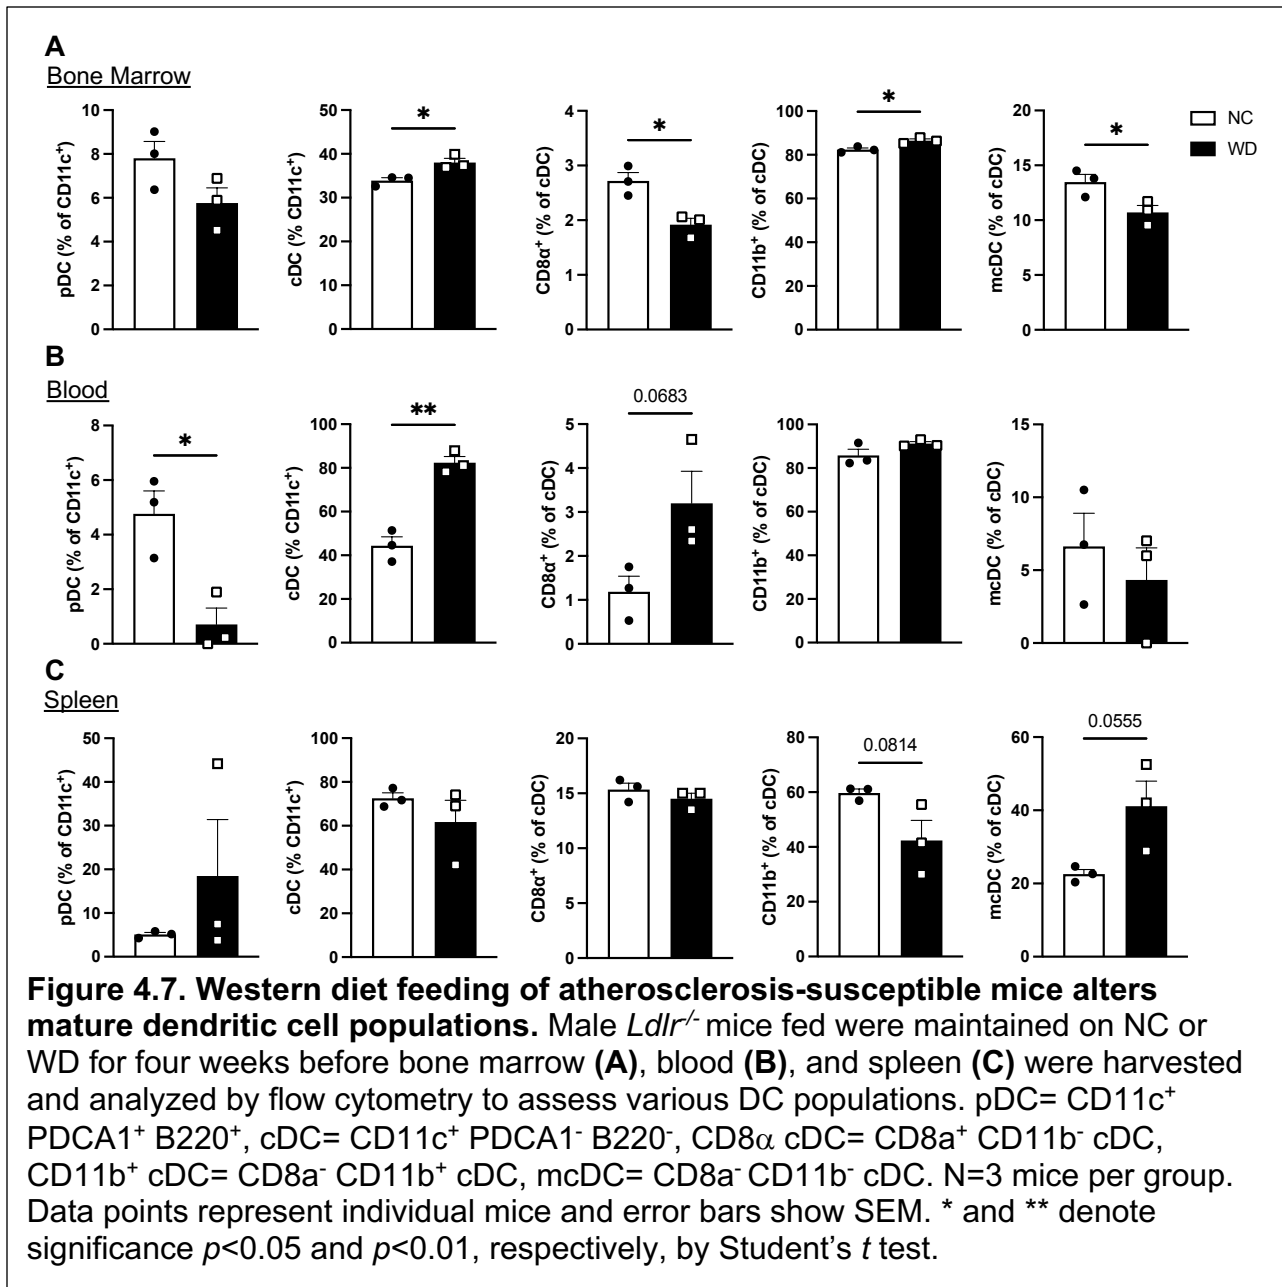 A
Bone Marrow
pDC (% of CD11c⁺)
10
8
6
4
2
0
cDC (% CD11c⁺)
50
40
30
20
10
0
*
CD8α⁺ (% of cDC)
4
3
2
1
0
*
CD11b⁺ (% of cDC)
100
80
60
40
20
0
*
mcDC (% of cDC)
20
15
10
5
0
*
NC
WD
B
Blood
pDC (% of CD11c⁺)
8
6
4
2
0
*
cDC (% CD11c⁺)
100
80
60
40
20
0
**
CD8α⁺ (% of cDC)
5
4
3
2
1
0
0.0683
CD11b⁺ (% of cDC)
100
80
60
40
20
0
mcDC (% of cDC)
15
10
5
0
C
Spleen
pDC (% of CD11c⁺)
50
40
30
20
10
0
cDC (% CD11c⁺)
100
80
60
40
20
0
CD8α⁺ (% of cDC)
20
15
10
5
0
CD11b⁺ (% of cDC)
80
60
40
20
0
0.0814
mcDC (% of cDC)
60
40
20
0
0.0555
Figure 4.7. Western diet feeding of atherosclerosis-susceptible mice alters
mature dendritic cell populations. Male Ldlr⁻/⁻ mice fed were maintained on NC or
WD for four weeks before bone marrow (A), blood (B), and spleen (C) were harvested
and analyzed by flow cytometry to assess various DC populations. pDC= CD11c⁺
PDCA1⁺ B220⁺, cDC= CD11c⁺ PDCA1⁻ B220⁻, CD8α cDC= CD8a⁺ CD11b⁻ cDC,
CD11b⁺ cDC= CD8a⁻ CD11b⁺ cDC, mcDC= CD8a⁻ CD11b⁻ cDC. N=3 mice per group.
Data points represent individual mice and error bars show SEM. * and ** denote
significance p<0.05 and p<0.01, respectively, by Student's t test.